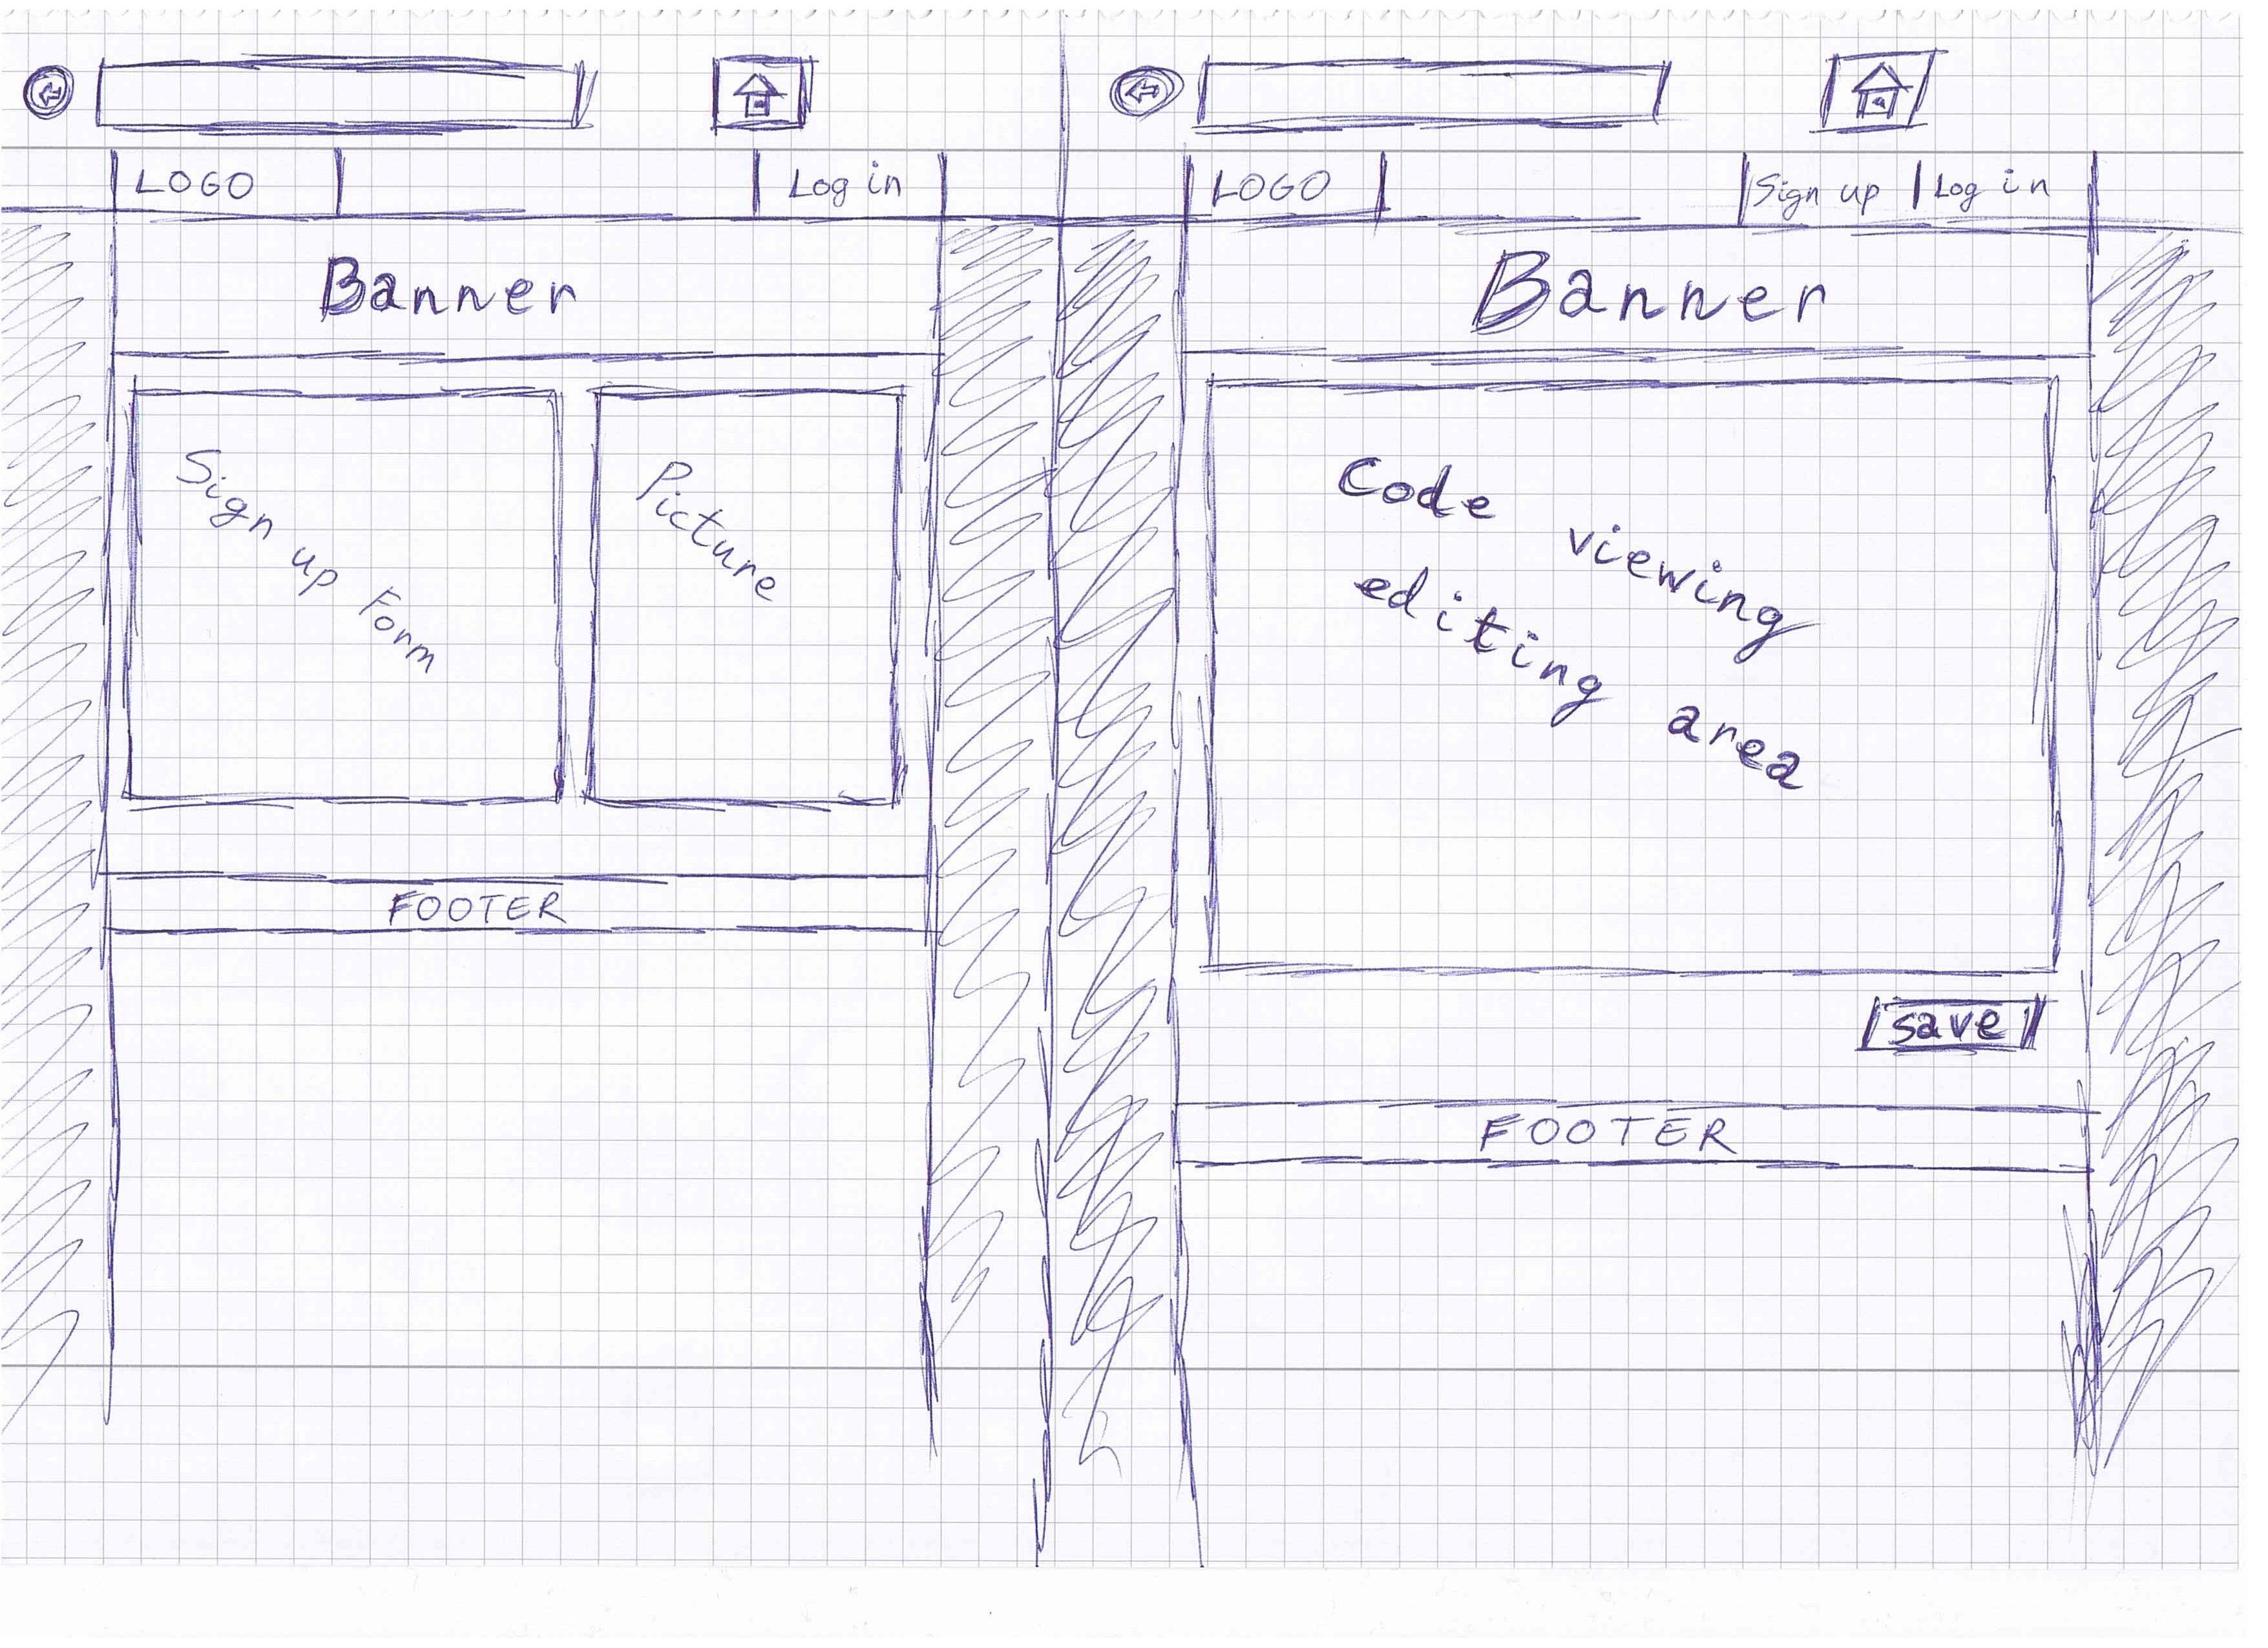 LOGO
Log in
Banner
Sign up Form
Picture
FOOTER
LOGO
Sign up
Log in
Banner
Code viewing
editing area
save
FOOTER